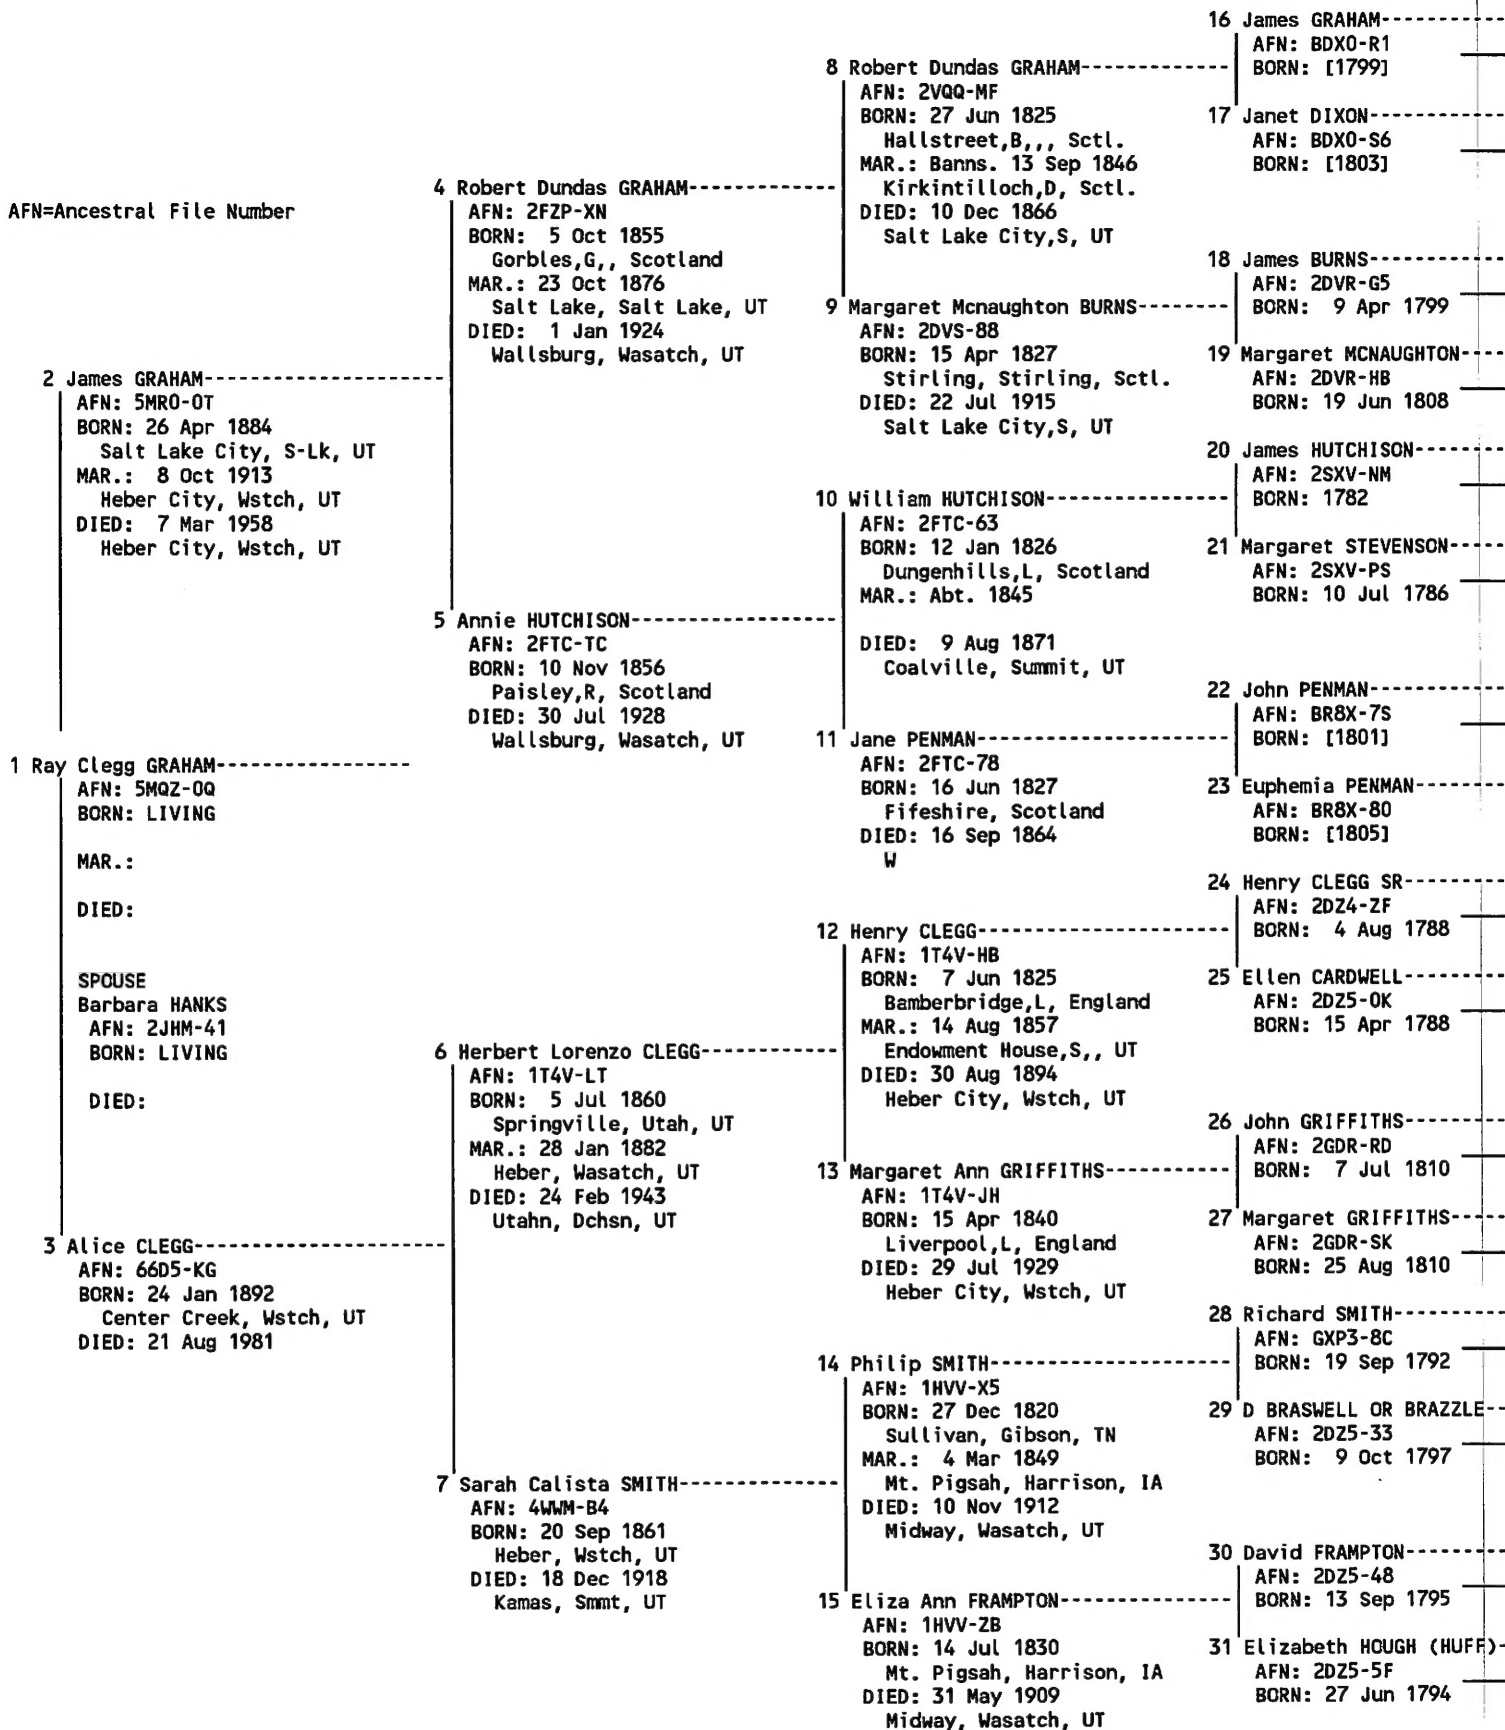 AFN=Ancestral File Number
1 Ray Clegg GRAHAM----------------
AFN: 5MQZ-0Q
BORN: LIVING
MAR.:
DIED:
SPOUSE
Barbara HANKS
AFN: 2JHM-41
BORN: LIVING
DIED:
2 James GRAHAM--------------------
AFN: 5MR0-0T
BORN: 26 Apr 1884
Salt Lake City, S-Lk, UT
MAR.:  8 Oct 1913
Heber City, Wstch, UT
DIED:  7 Mar 1958
Heber City, Wstch, UT
3 Alice CLEGG---------------------
AFN: 66D5-KG
BORN: 24 Jan 1892
Center Creek, Wstch, UT
DIED: 21 Aug 1981
4 Robert Dundas GRAHAM------------
AFN: 2FZP-XN
BORN:  5 Oct 1855
Gorbles,G,, Scotland
MAR.: 23 Oct 1876
Salt Lake, Salt Lake, UT
DIED:  1 Jan 1924
Wallsburg, Wasatch, UT
5 Annie HUTCHISON-----------------
AFN: 2FTC-TC
BORN: 10 Nov 1856
Paisley,R, Scotland
DIED: 30 Jul 1928
Wallsburg, Wasatch, UT
6 Herbert Lorenzo CLEGG-----------
AFN: 1T4V-LT
BORN:  5 Jul 1860
Springville, Utah, UT
MAR.: 28 Jan 1882
Heber, Wasatch, UT
DIED: 24 Feb 1943
Utahn, Dchsn, UT
7 Sarah Calista SMITH-------------
AFN: 4WWM-B4
BORN: 20 Sep 1861
Heber, Wstch, UT
DIED: 18 Dec 1918
Kamas, Smmt, UT
8 Robert Dundas GRAHAM------------
AFN: 2VQQ-MF
BORN: 27 Jun 1825
Hallstreet,B,,, Sctl.
MAR.: Banns. 13 Sep 1846
Kirkintilloch,D, Sctl.
DIED: 10 Dec 1866
Salt Lake City,S, UT
9 Margaret Mcnaughton BURNS-------
AFN: 2DVS-88
BORN: 15 Apr 1827
Stirling, Stirling, Sctl.
DIED: 22 Jul 1915
Salt Lake City,S, UT
10 William HUTCHISON---------------
AFN: 2FTC-63
BORN: 12 Jan 1826
Dungenhills,L, Scotland
MAR.: Abt. 1845
DIED:  9 Aug 1871
Coalville, Summit, UT
11 Jane PENMAN---------------------
AFN: 2FTC-78
BORN: 16 Jun 1827
Fifeshire, Scotland
DIED: 16 Sep 1864
W
12 Henry CLEGG---------------------
AFN: 1T4V-HB
BORN:  7 Jun 1825
Bamberbridge,L, England
MAR.: 14 Aug 1857
Endowment House,S,, UT
DIED: 30 Aug 1894
Heber City, Wstch, UT
13 Margaret Ann GRIFFITHS----------
AFN: 1T4V-JH
BORN: 15 Apr 1840
Liverpool,L, England
DIED: 29 Jul 1929
Heber City, Wstch, UT
14 Philip SMITH--------------------
AFN: 1HVV-X5
BORN: 27 Dec 1820
Sullivan, Gibson, TN
MAR.:  4 Mar 1849
Mt. Pigsah, Harrison, IA
DIED: 10 Nov 1912
Midway, Wasatch, UT
15 Eliza Ann FRAMPTON--------------
AFN: 1HVV-ZB
BORN: 14 Jul 1830
Mt. Pigsah, Harrison, IA
DIED: 31 May 1909
Midway, Wasatch, UT
16 James GRAHAM----------
AFN: BDX0-R1
BORN: [1799]
17 Janet DIXON-----------
AFN: BDX0-S6
BORN: [1803]
18 James BURNS-----------
AFN: 2DVR-G5
BORN:  9 Apr 1799
19 Margaret MCNAUGHTON----
AFN: 2DVR-HB
BORN: 19 Jun 1808
20 James HUTCHISON--------
AFN: 2SXV-NM
BORN: 1782
21 Margaret STEVENSON-----
AFN: 2SXV-PS
BORN: 10 Jul 1786
22 John PENMAN-----------
AFN: BR8X-7S
BORN: [1801]
23 Euphemia PENMAN--------
AFN: BR8X-80
BORN: [1805]
24 Henry CLEGG SR--------
AFN: 2DZ4-ZF
BORN:  4 Aug 1788
25 Ellen CARDWELL--------
AFN: 2DZ5-0K
BORN: 15 Apr 1788
26 John GRIFFITHS--------
AFN: 2GDR-RD
BORN:  7 Jul 1810
27 Margaret GRIFFITHS-----
AFN: 2GDR-SK
BORN: 25 Aug 1810
28 Richard SMITH---------
AFN: GXP3-8C
BORN: 19 Sep 1792
29 D BRASWELL OR BRAZZLE--
AFN: 2DZ5-33
BORN:  9 Oct 1797
30 David FRAMPTON--------
AFN: 2DZ5-48
BORN: 13 Sep 1795
31 Elizabeth HOUGH (HUFF)-
AFN: 2DZ5-5F
BORN: 27 Jun 1794